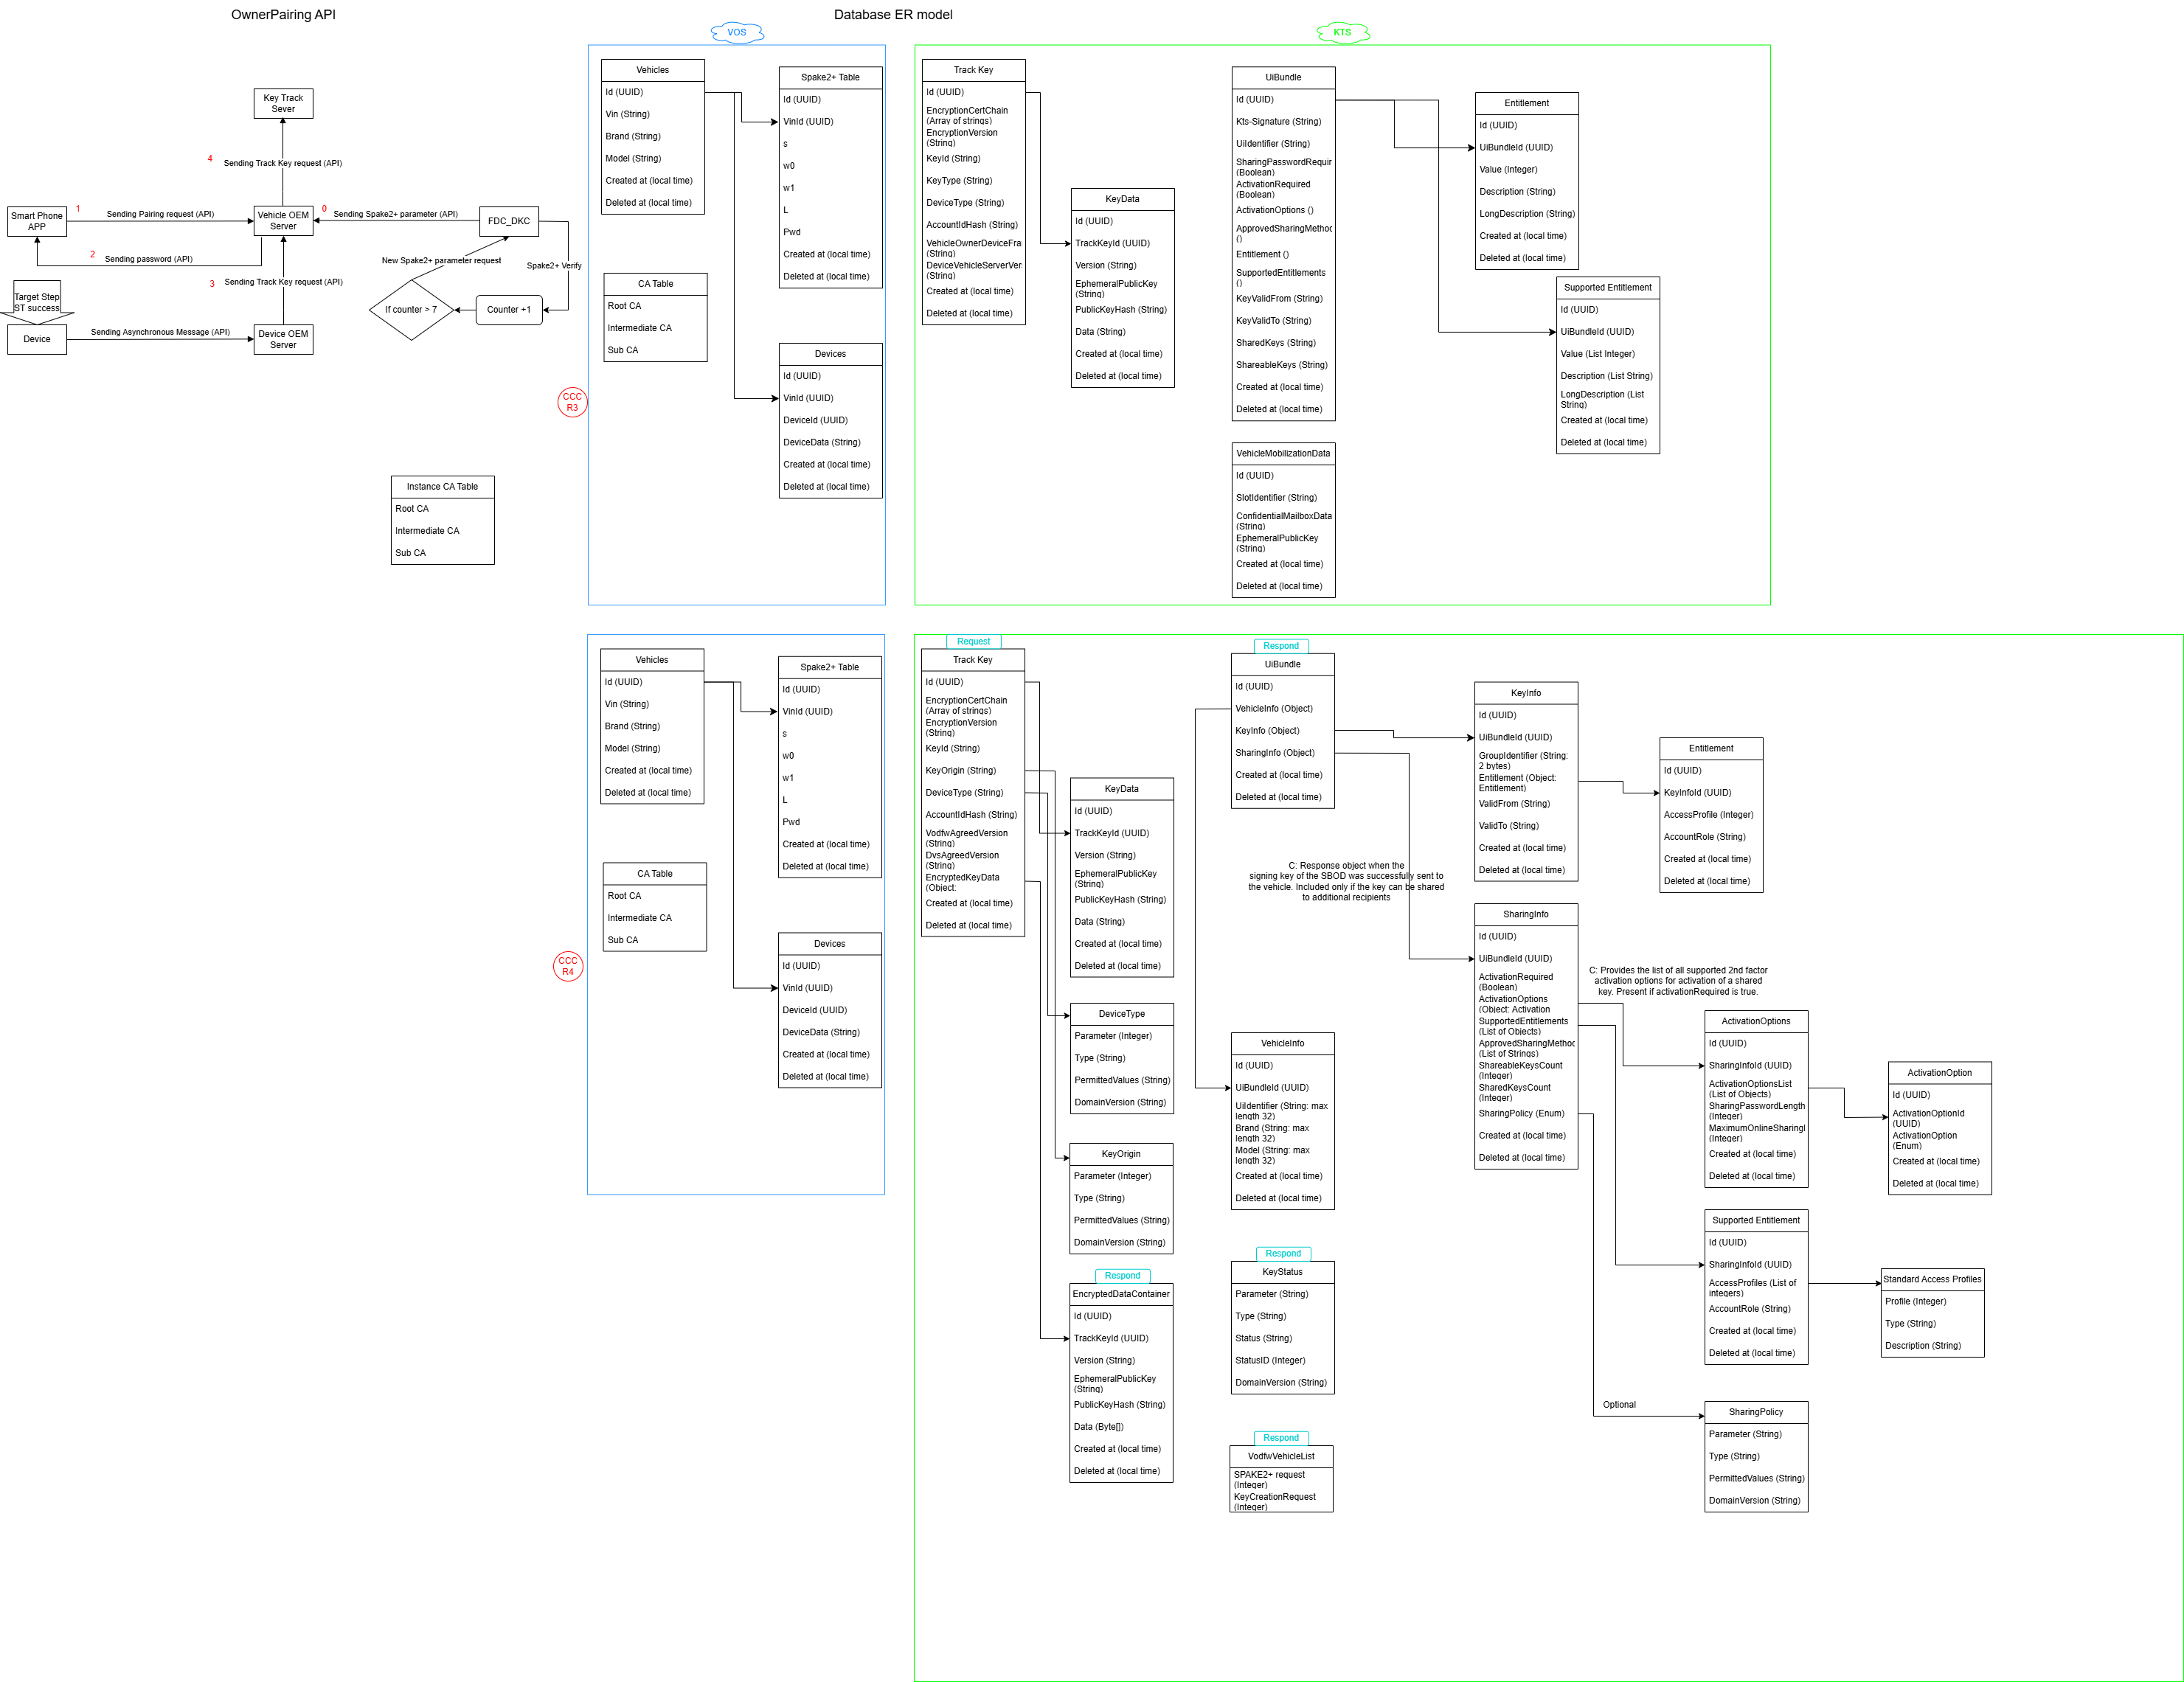 OwnerPairing API
Database ER model
VOS
KTS
Key Track
Sever
4
Sending Track Key request (API)
Smart Phone
APP
1
Sending Pairing request (API)
Vehicle OEM
Server
0
Sending Spake2+ parameter (API)
FDC_DKC
2
Sending password (API)
New Spake2+ parameter request
Spake2+ Verify
3
Sending Track Key request (API)
Target Step
ST success
If counter > 7
Counter +1
Device
Sending Asynchronous Message (API)
Device OEM
Server
CCC
R3
Instance CA Table
Root CA
Intermediate CA
Sub CA
Vehicles
Id (UUID)
Vin (String)
Brand (String)
Model (String)
Created at (local time)
Deleted at (local time)
CA Table
Root CA
Intermediate CA
Sub CA
Spake2+ Table
Id (UUID)
VinId (UUID)
s
w0
w1
L
Pwd
Created at (local time)
Deleted at (local time)
Devices
Id (UUID)
VinId (UUID)
DeviceId (UUID)
DeviceData (String)
Created at (local time)
Deleted at (local time)
Track Key
Id (UUID)
EncryptionCertChain
(Array of strings)
EncryptionVersion
(String)
KeyId (String)
KeyType (String)
DeviceType (String)
AccountIdHash (String)
VehicleOwnerDeviceFra
(String)
DeviceVehicleServerVer
(String)
Created at (local time)
Deleted at (local time)
KeyData
Id (UUID)
TrackKeyId (UUID)
Version (String)
EphemeralPublicKey
(String)
PublicKeyHash (String)
Data (String)
Created at (local time)
Deleted at (local time)
UiBundle
Id (UUID)
Kts-Signature (String)
UiIdentifier (String)
SharingPasswordRequir
(Boolean)
ActivationRequired
(Boolean)
ActivationOptions ()
ApprovedSharingMethod
()
Entitlement ()
SupportedEntitlements
()
KeyValidFrom (String)
KeyValidTo (String)
SharedKeys (String)
ShareableKeys (String)
Created at (local time)
Deleted at (local time)
VehicleMobilizationData
Id (UUID)
SlotIdentifier (String)
ConfidentialMailboxData
(String)
EphemeralPublicKey
(String)
Created at (local time)
Deleted at (local time)
Entitlement
Id (UUID)
UiBundleId (UUID)
Value (Integer)
Description (String)
LongDescription (String)
Created at (local time)
Deleted at (local time)
Supported Entitlement
Id (UUID)
UiBundleId (UUID)
Value (List Integer)
Description (List String)
LongDescription (List
String)
Created at (local time)
Deleted at (local time)
CCC
R4
Vehicles
Id (UUID)
Vin (String)
Brand (String)
Model (String)
Created at (local time)
Deleted at (local time)
CA Table
Root CA
Intermediate CA
Sub CA
Spake2+ Table
Id (UUID)
VinId (UUID)
s
w0
w1
L
Pwd
Created at (local time)
Deleted at (local time)
Devices
Id (UUID)
VinId (UUID)
DeviceId (UUID)
DeviceData (String)
Created at (local time)
Deleted at (local time)
Request
Track Key
Id (UUID)
EncryptionCertChain
(Array of strings)
EncryptionVersion
(String)
KeyId (String)
KeyOrigin (String)
DeviceType (String)
AccountIdHash (String)
VodfwAgreedVersion
(String)
DvsAgreedVersion
(String)
EncryptedKeyData
(Object:
Created at (local time)
Deleted at (local time)
KeyData
Id (UUID)
TrackKeyId (UUID)
Version (String)
EphemeralPublicKey
(String)
PublicKeyHash (String)
Data (String)
Created at (local time)
Deleted at (local time)
DeviceType
Parameter (Integer)
Type (String)
PermittedValues (String)
DomainVersion (String)
KeyOrigin
Parameter (Integer)
Type (String)
PermittedValues (String)
DomainVersion (String)
Respond
EncryptedDataContainer
Id (UUID)
TrackKeyId (UUID)
Version (String)
EphemeralPublicKey
(String)
PublicKeyHash (String)
Data (Byte[])
Created at (local time)
Deleted at (local time)
Respond
UiBundle
Id (UUID)
VehicleInfo (Object)
KeyInfo (Object)
SharingInfo (Object)
Created at (local time)
Deleted at (local time)
C: Response object when the
signing key of the SBOD was successfully sent to
the vehicle. Included only if the key can be shared
to additional recipients
VehicleInfo
Id (UUID)
UiBundleId (UUID)
UiIdentifier (String: max
length 32)
Brand (String: max
length 32)
Model (String: max
length 32)
Created at (local time)
Deleted at (local time)
Respond
KeyStatus
Parameter (String)
Type (String)
Status (String)
StatusID (Integer)
DomainVersion (String)
Respond
VodfwVehicleList
SPAKE2+ request
(Integer)
KeyCreationRequest
(Integer)
KeyInfo
Id (UUID)
UiBundleId (UUID)
GroupIdentifier (String:
2 bytes)
Entitlement (Object:
Entitlement)
ValidFrom (String)
ValidTo (String)
Created at (local time)
Deleted at (local time)
Entitlement
Id (UUID)
KeyInfoId (UUID)
AccessProfile (Integer)
AccountRole (String)
Created at (local time)
Deleted at (local time)
SharingInfo
Id (UUID)
UiBundleId (UUID)
ActivationRequired
(Boolean)
ActivationOptions
(Object: Activation
SupportedEntitlements
(List of Objects)
ApprovedSharingMethod
(List of Strings)
ShareableKeysCount
(Integer)
SharedKeysCount
(Integer)
SharingPolicy (Enum)
Created at (local time)
Deleted at (local time)
C: Provides the list of all supported 2nd factor
activation options for activation of a shared
key. Present if activationRequired is true.
ActivationOptions
Id (UUID)
SharingInfoId (UUID)
ActivationOptionsList
(List of Objects)
SharingPasswordLength
(Integer)
MaximumOnlineSharingI
(Integer)
Created at (local time)
Deleted at (local time)
ActivationOption
Id (UUID)
ActivationOptionId
(UUID)
ActivationOption
(Enum)
Created at (local time)
Deleted at (local time)
Supported Entitlement
Id (UUID)
SharingInfoId (UUID)
AccessProfiles (List of
integers)
AccountRole (String)
Created at (local time)
Deleted at (local time)
Standard Access Profiles
Profile (Integer)
Type (String)
Description (String)
Optional
SharingPolicy
Parameter (String)
Type (String)
PermittedValues (String)
DomainVersion (String)